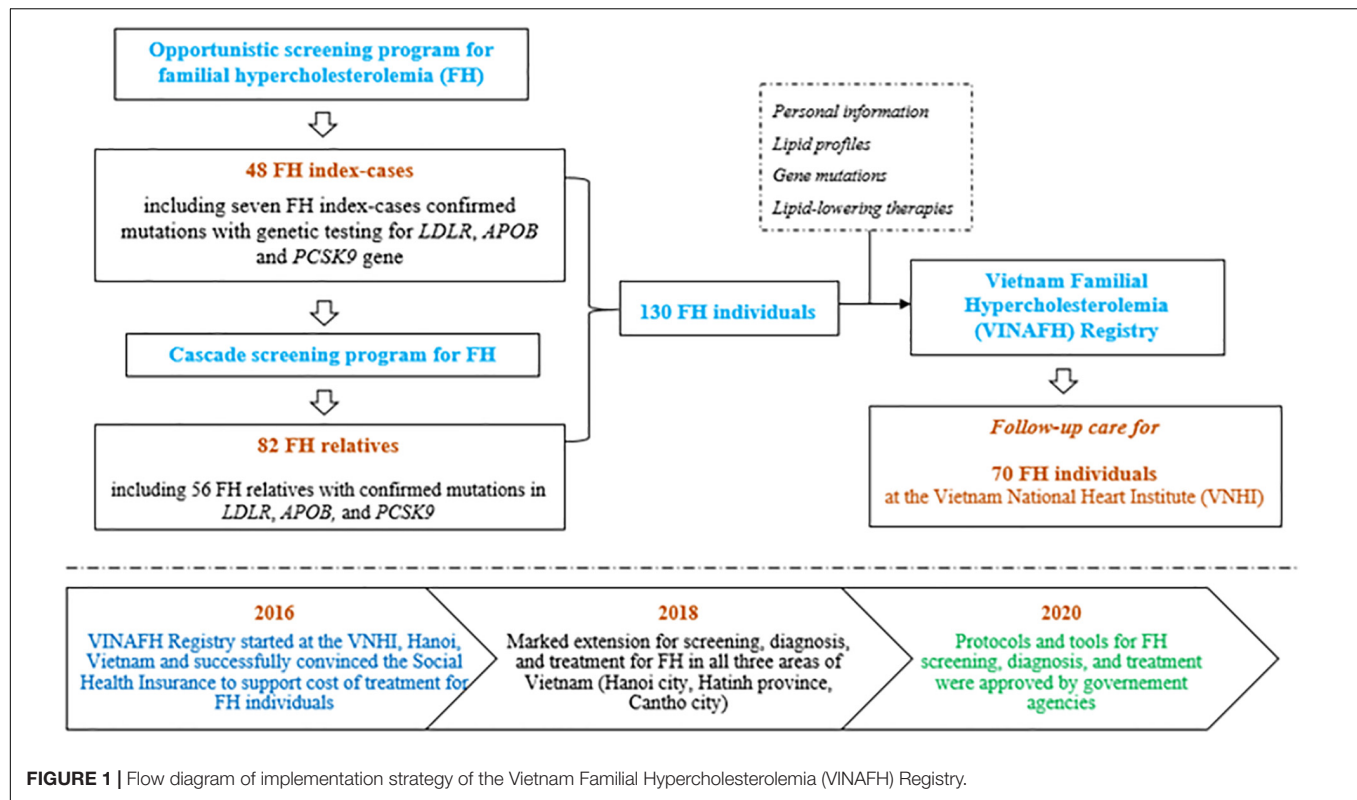 Opportunistic screening program for
familial hypercholesterolemia (FH)
48 FH index-cases
including seven FH index-cases confirmed
mutations with genetic testing for LDLR, APOB
and PCSK9 gene
Cascade screening program for FH
82 FH relatives
including 56 FH relatives with confirmed mutations in
LDLR, APOB, and PCSK9
130 FH individuals
Personal information
Lipid profiles
Gene mutations
Lipid-lowering therapies
Vietnam Familial
Hypercholesterolemia
(VINAFH) Registry
Follow-up care for
70 FH individuals
at the Vietnam National Heart Institute (VNHI)
2016
VINAFH Registry started at the VNHI, Hanoi,
Vietnam and successfully convinced the Social
Health Insurance to support cost of treatment for
FH individuals
2018
Marked extension for screening, diagnosis,
and treatment for FH in all three areas of
Vietnam (Hanoi city, Hatinh province,
Cantho city)
2020
Protocols and tools for FH
screening, diagnosis, and treatment
were approved by governement
agencies
FIGURE 1 | Flow diagram of implementation strategy of the Vietnam Familial Hypercholesterolemia (VINAFH) Registry.